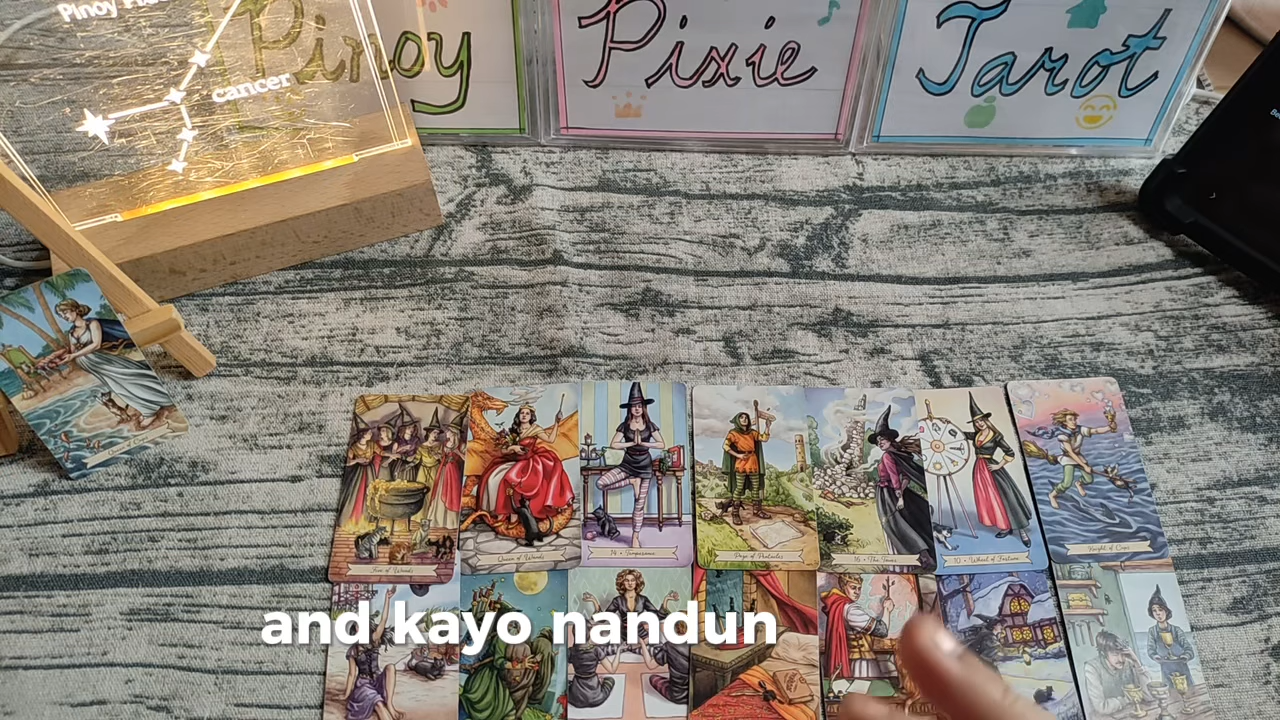 Pinoy
cancer
Pinoy
Pixie
Tarot
Five of Wands
Queen of Wands
14 • Temperance
Page of Pentacles
16 • The Tower
10 • Wheel of Fortune
Knight of Cups
and kayo nandun